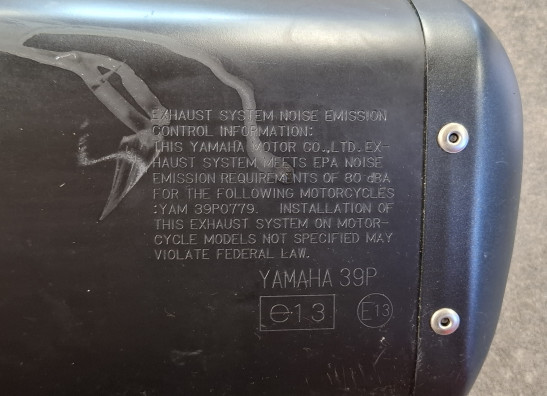 EXHAUST SYSTEM NOISE EMISSION
CONTROL INFORMATION:
THIS YAMAHA MOTOR CO.,LTD. EX-
HAUST SYSTEM MEETS EPA NOISE
EMISSION REQUIREMENTS OF 80 dBA
FOR THE FOLLOWING MOTORCYCLES
:YAM 39P0779. INSTALLATION OF
THIS EXHAUST SYSTEM ON MOTOR-
CYCLE MODELS NOT SPECIFIED MAY
VIOLATE FEDERAL LAW.
YAMAHA 39P
e13 E13